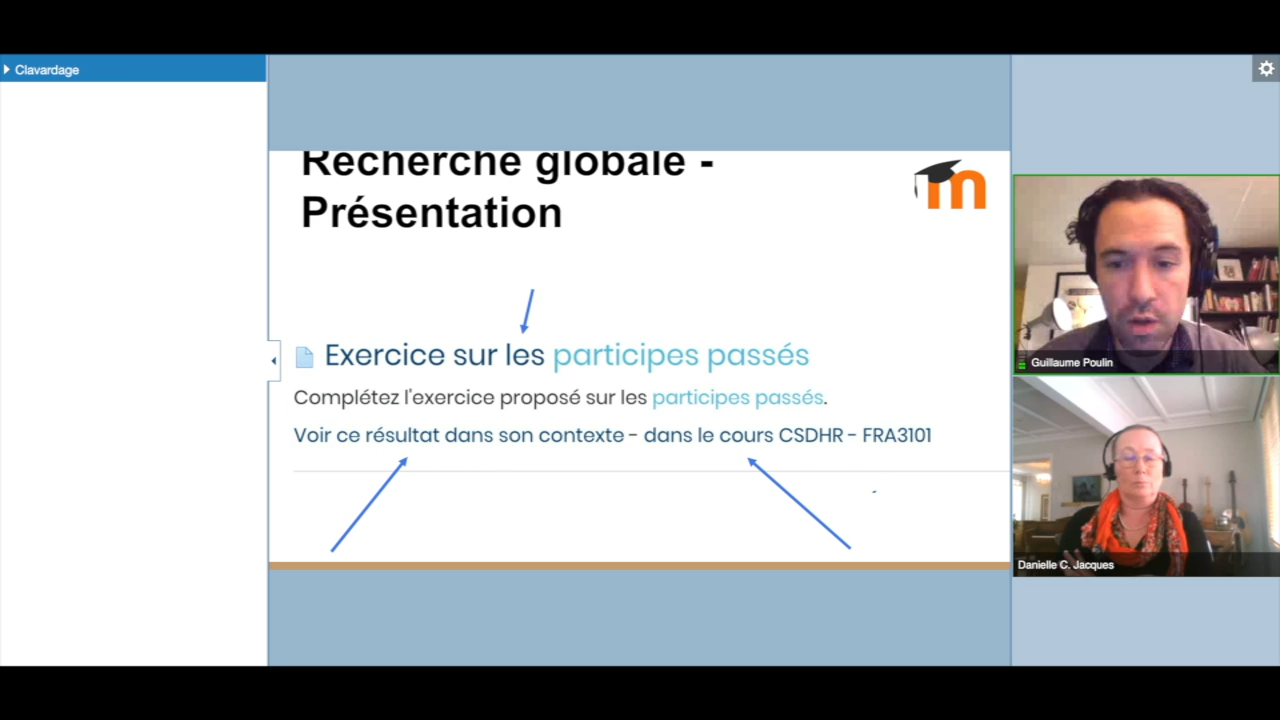 Clavardage
Recherche globale -
Présentation
m
Exercice sur les participes passés
Complétez l'exercice proposé sur les participes passés.
Voir ce résultat dans son contexte - dans le cours CSDHR - FRA3101
Guillaume Poulin
Danielle C. Jacques